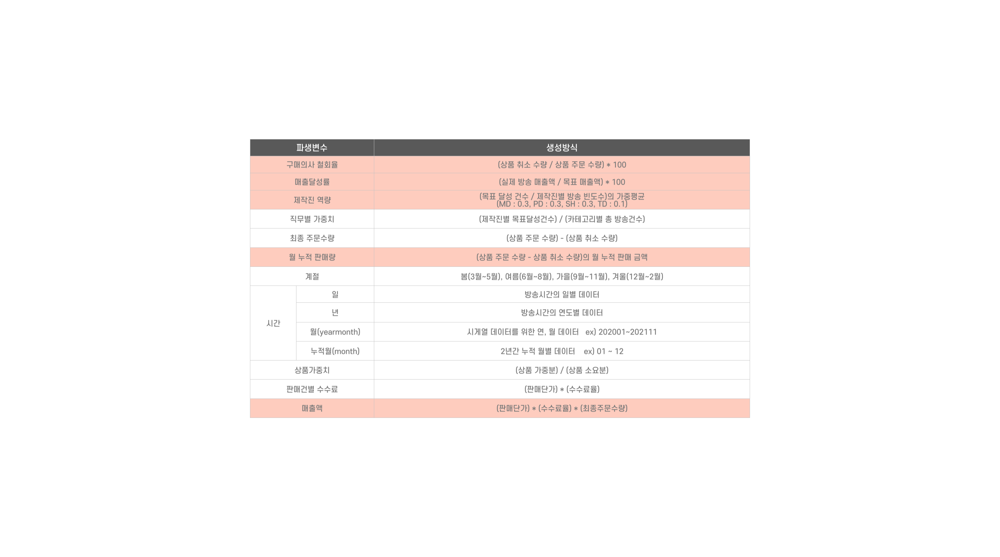 파생변수 생성방식
구매의사 철회율 (상품 취소 수량 / 상품 주문 수량) * 100
매출달성률 (실제 방송 매출액 / 목표 매출액) * 100
제작진 역량 (목표 달성 건수 / 제작진별 방송 빈도수)의 가중평균
(MD : 0.3, PD : 0.3, SH : 0.3, TD : 0.1)
직무별 가중치 (제작진별 목표달성건수) / (카테고리별 총 방송건수)
최종 주문수량 (상품 주문 수량) - (상품 취소 수량)
월 누적 판매량 (상품 주문 수량 - 상품 취소 수량)의 월 누적 판매 금액
계절 봄(3월~5월), 여름(6월~8월), 가을(9월~11월), 겨울(12월~2월)
시간
일 방송시간의 일별 데이터
년 방송시간의 연도별 데이터
월(yearmonth) 시게열 데이터를 위한 연, 월 데이터 ex) 202001~202111
누적월(month) 2년간 누적 월별 데이터 ex) 01 ~ 12
상품가중치 (상품 가중분) / (상품 소요분)
판매건별 수수료 (판매단가) * (수수료율)
매출액 (판매단가) * (수수료율) * (최종주문수량)